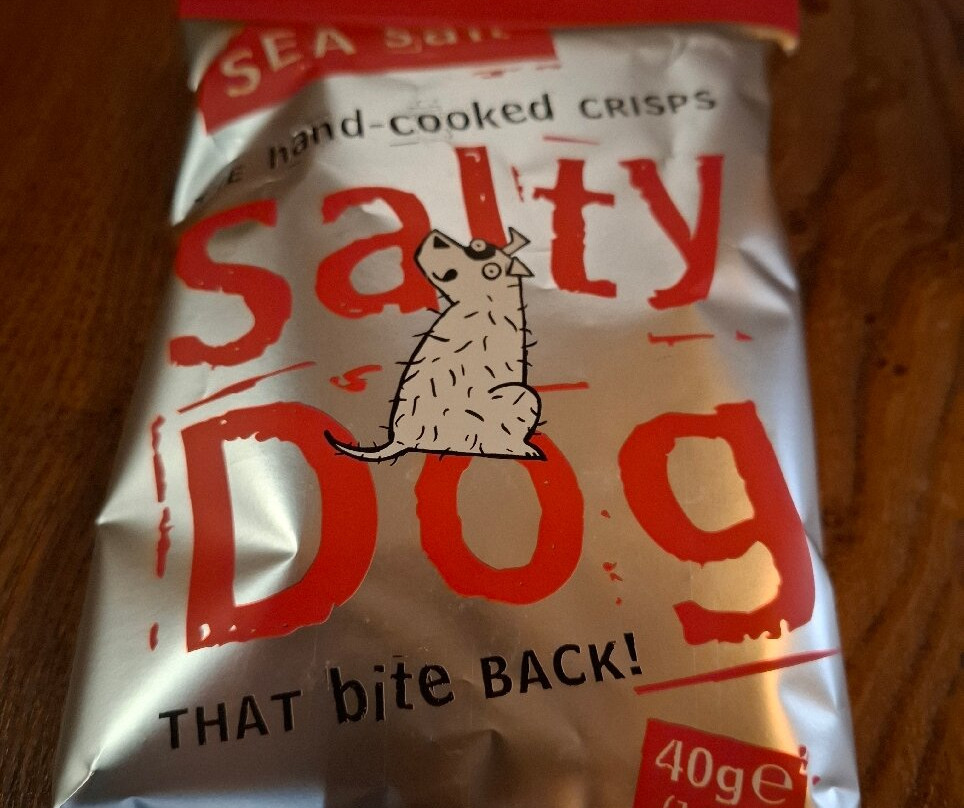 SEA salt
hand-cooked CRISPS
salty
Dog
THAT bite BACK!
40g℮